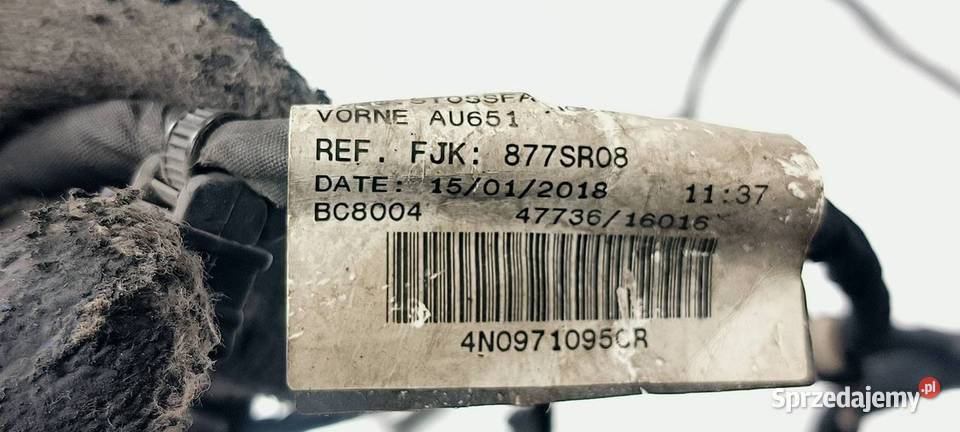 VORNE AU651
REF. FJK: 877SR08
DATE: 15/01/2018 11:37
BC8004 47736/16016
4N0971095CR
Sprzedajemy.pl